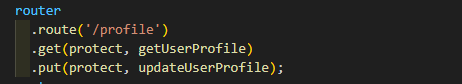 router
.route('/profile')
.get(protect, getUserProfile)
.put(protect, updateUserProfile);